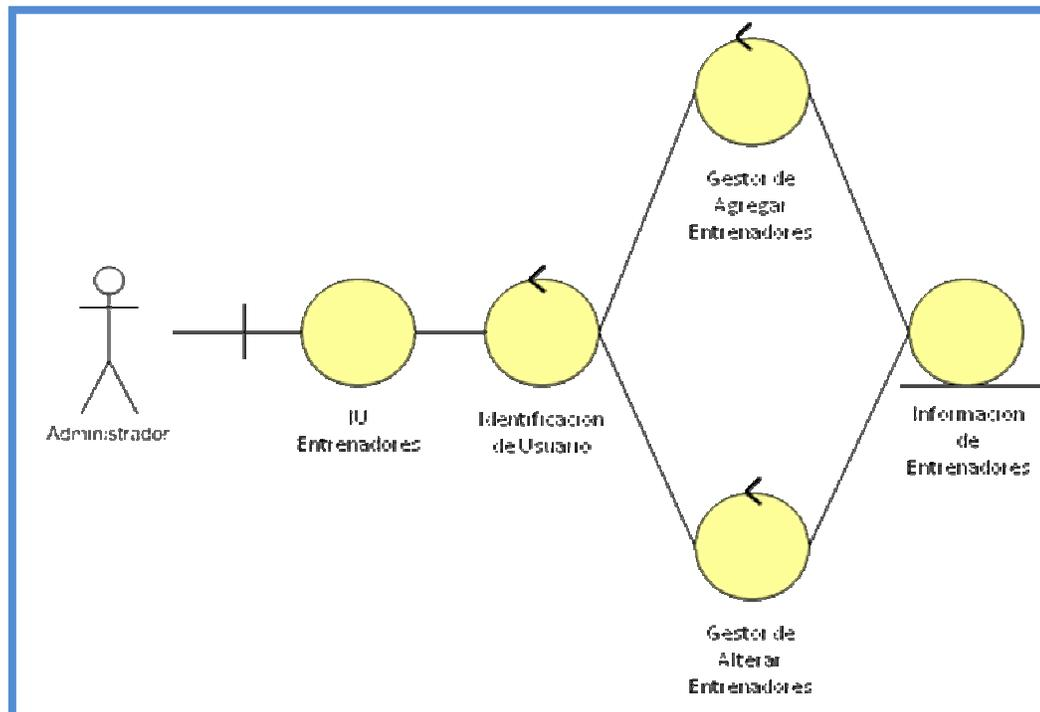 Gestor de
Agregar
Entrenadores
Administrador
IU
Entrenadores
Identificacion
de Usuario
Informacion
de
Entrenadores
Gestor de
Alterar
Entrenadores